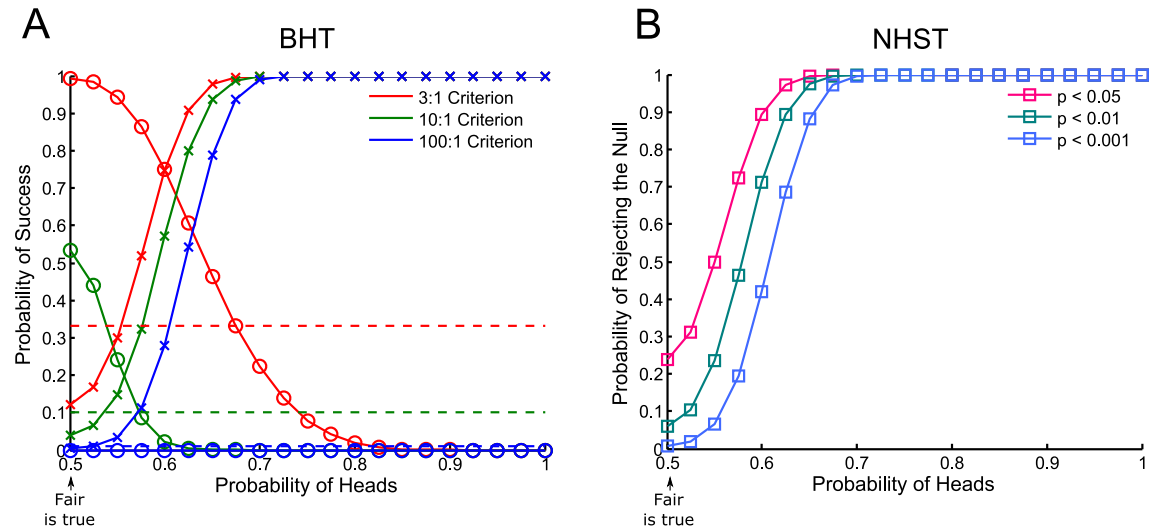 A
BHT
Probability of Success
1
0.9
0.8
0.7
0.6
0.5
0.4
0.3
0.2
0.1
0
3:1 Criterion
10:1 Criterion
100:1 Criterion
0.5
0.6
0.7
0.8
0.9
1
Probability of Heads
Fair
is true
B
NHST
Probability of Rejecting the Null
1
0.9
0.8
0.7
0.6
0.5
0.4
0.3
0.2
0.1
0
p < 0.05
p < 0.01
p < 0.001
0.5
0.6
0.7
0.8
0.9
1
Probability of Heads
Fair
is true